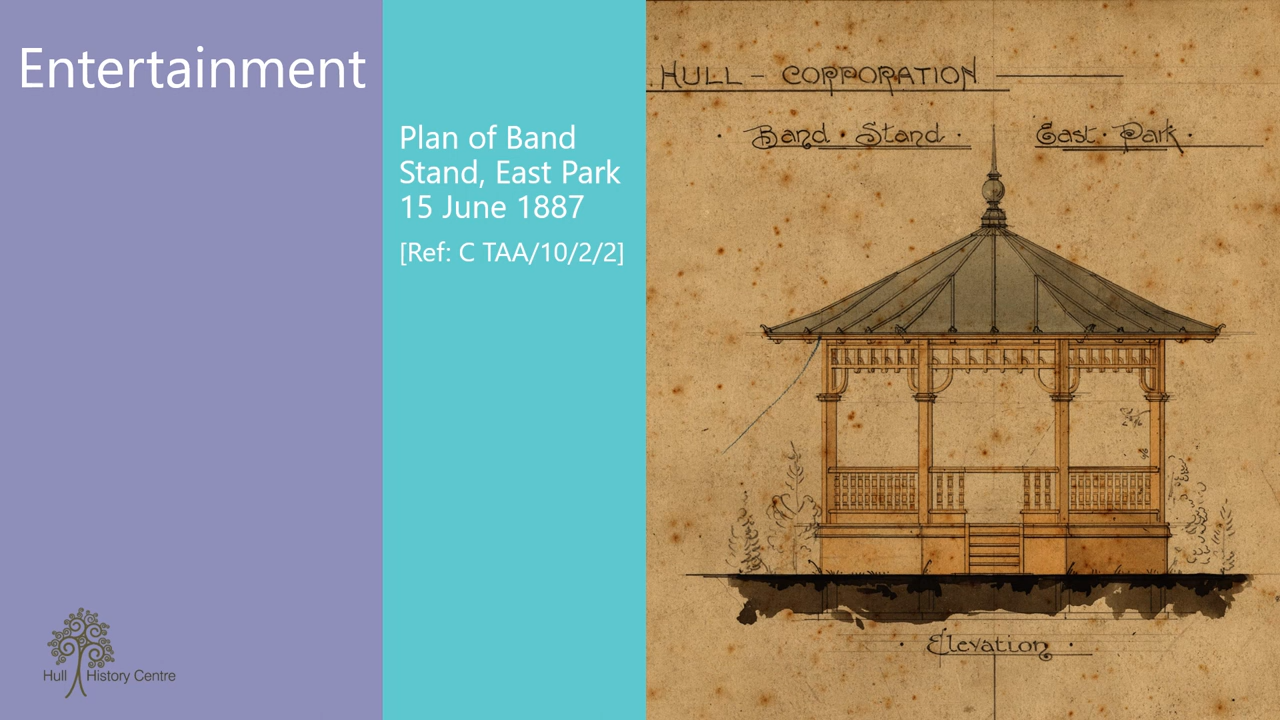 Entertainment
Plan of Band
Stand, East Park
15 June 1887
[Ref: C TAA/10/2/2]
Hull History Centre
HULL - CORPORATION
Band · Stand · East · Park ·
· Elevation ·